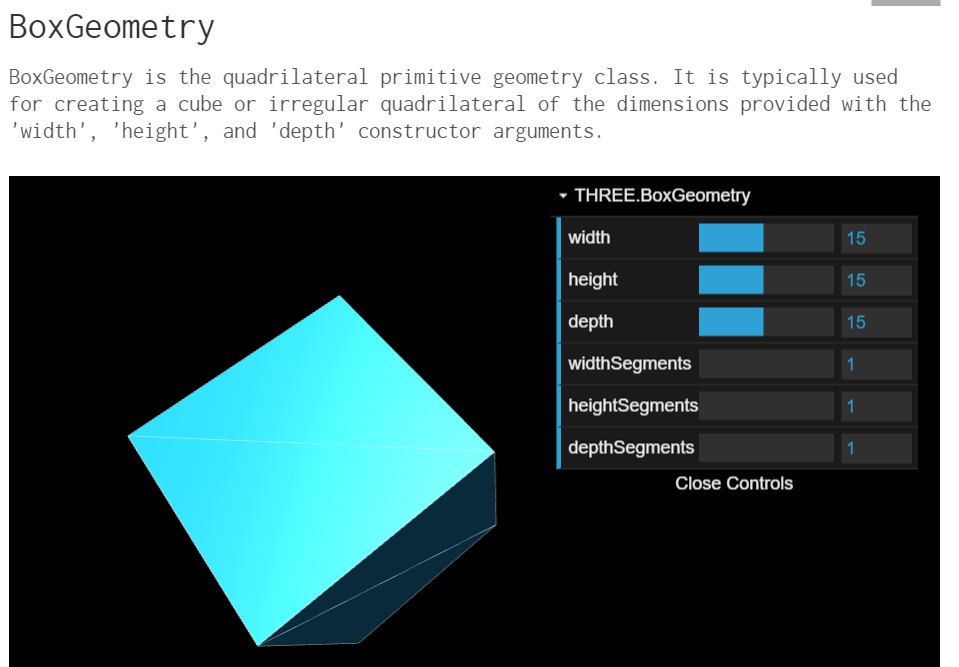 BoxGeometry
BoxGeometry is the quadrilateral primitive geometry class. It is typically used
for creating a cube or irregular quadrilateral of the dimensions provided with the
'width', 'height', and 'depth' constructor arguments.
THREE.BoxGeometry
width 15
height 15
depth 15
widthSegments 1
heightSegments 1
depthSegments 1
Close Controls